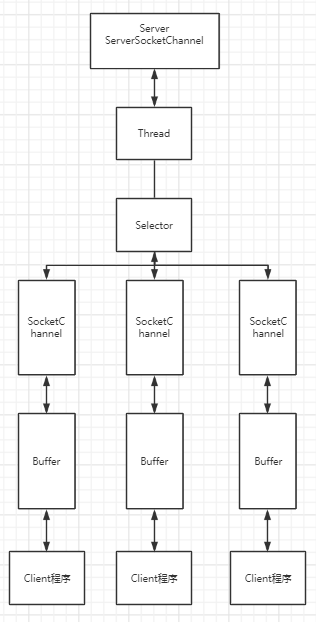 Server
ServerSocketChannel
Thread
Selector
SocketC
hannel
SocketC
hannel
SocketC
hannel
Buffer
Buffer
Buffer
Client程序
Client程序
Client程序